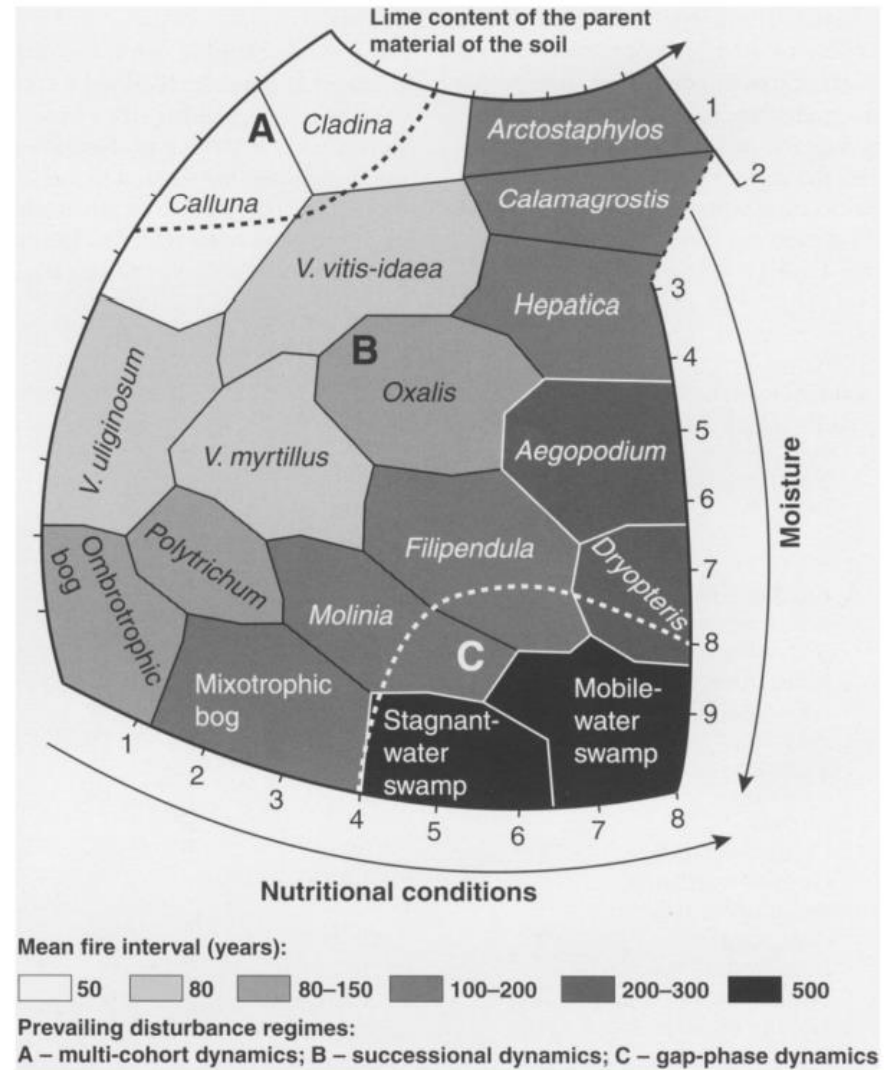 Lime content of the parent
material of the soil
A
Cladina
Arctostaphylos
1
2
Calluna
Calamagrostis
V. vitis-idaea
Hepatica
3
B
4
V. uliginosum
Oxalis
5
V. myrtillus
Aegopodium
Moisture
6
Ombrotrophic
bog
Polytrichum
Filipendula
Dryopteris
7
Molinia
8
C
Mixotrophic
bog
Stagnant-
water
swamp
Mobile-
water
swamp
9
1
2
3
4
5
6
7
8
Nutritional conditions
Mean fire interval (years):
50 80 80–150 100–200 200–300 500
Prevailing disturbance regimes:
A – multi-cohort dynamics; B – successional dynamics; C – gap-phase dynamics